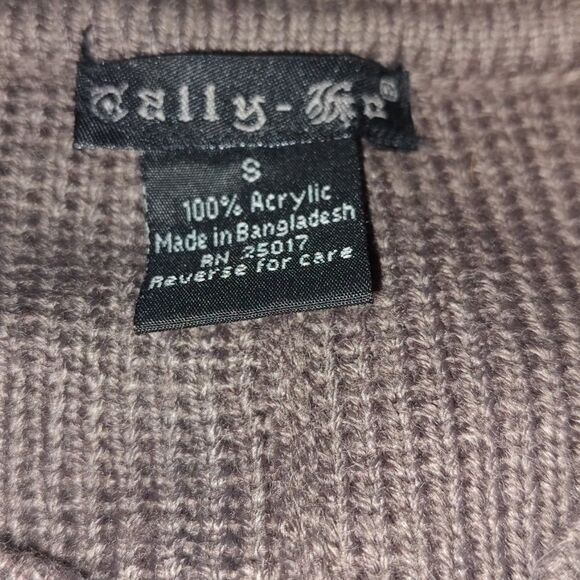 Tally-Ho®
S
100% Acrylic
Made in Bangladesh
RN 25017
Reverse for care